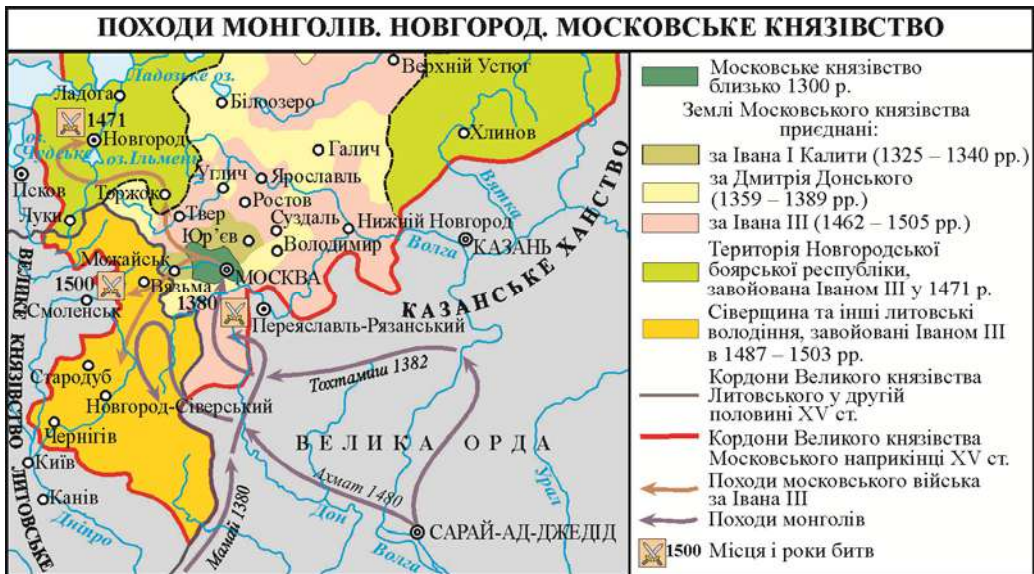 ПОХОДИ МОНГОЛІВ. НОВГОРОД. МОСКОВСЬКЕ КНЯЗІВСТВО
Верхній Устюг
Ладозьке оз.
Ладога
Білоозеро
1471
Новгород
Хлинов
оз.
Чудське
оз.Ільмень
Галич
Псков
Углич
Ярославль
Торжок
Ростов
Вятка
Луки
Твер
Суздаль
Нижній Новгород
Юр’єв
Володимир
Волга
КАЗАНЬ
Можайськ
МОСКВА
1500
Вязьма
1380
Смоленськ
Переяславль-Рязанський
КАЗАНСЬКЕ ХАНСТВО
ВЕЛИКЕ КНЯЗІВСТВО ЛИТОВСЬКЕ
Тохтамиш 1382
Стародуб
Новгород-Сіверський
Чернігів
ВЕЛИКА ОРДА
Київ
Ахмат 1480
Урал
Канів
Мамай 1380
Дон
САРАЙ-АД-ДЖЕДІД
Дніпро
Волга
Московське князівство
близько 1300 р.
Землі Московського князівства
приєднані:
за Івана І Калити (1325 – 1340 рр.)
за Дмитрія Донського
(1359 – 1389 рр.)
за Івана ІІІ (1462 – 1505 рр.)
Територія Новгородської
боярської республіки,
завойована Іваном ІІІ у 1471 р.
Сіверщина та інші литовські
володіння, завойовані Іваном ІІІ
в 1487 – 1503 рр.
Кордони Великого князівства
Литовського у другій
половині XV ст.
Кордони Великого князівства
Московського наприкінці XV ст.
Походи московського війська
за Івана ІІІ
Походи монголів
1500 Місця і роки битв